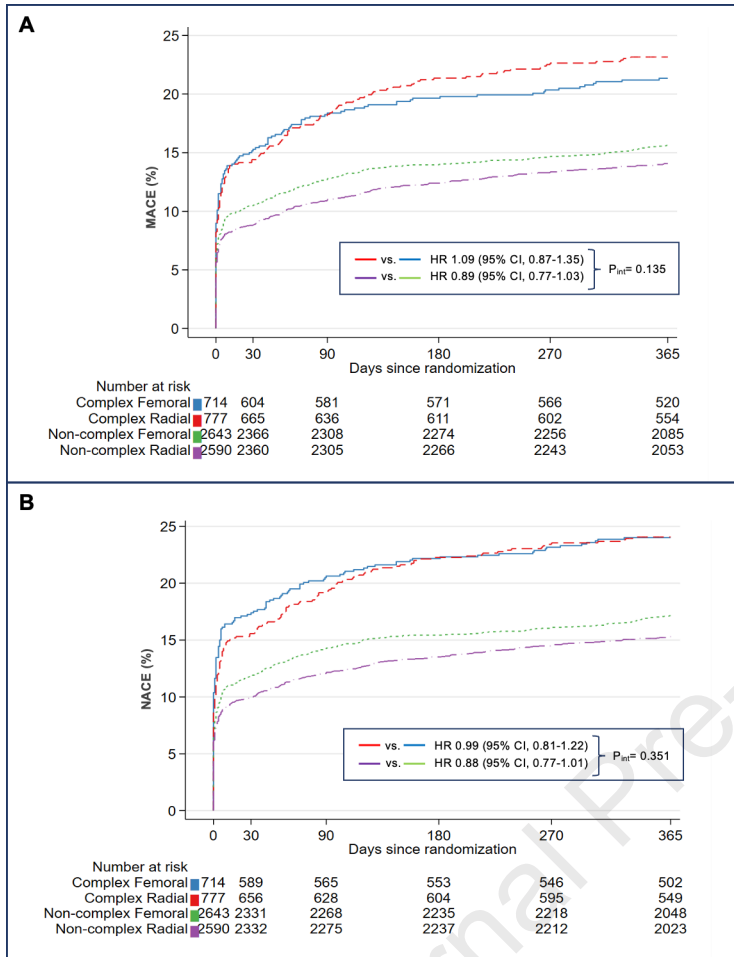 A
25
20
15
10
5
0
MACE (%)
vs. HR 1.09 (95% CI, 0.87-1.35)
vs. HR 0.89 (95% CI, 0.77-1.03)
Pint= 0.135
0 30 90 180 270 365
Days since randomization
Number at risk
Complex Femoral 714 604 581 571 566 520
Complex Radial 777 665 636 611 602 554
Non-complex Femoral 2643 2366 2308 2274 2256 2085
Non-complex Radial 2590 2360 2305 2266 2243 2053
B
25
20
15
10
5
0
NACE (%)
vs. HR 0.99 (95% CI, 0.81-1.22)
vs. HR 0.88 (95% CI, 0.77-1.01)
Pint= 0.351
0 30 90 180 270 365
Days since randomization
Number at risk
Complex Femoral 714 589 565 553 546 502
Complex Radial 777 656 628 604 595 549
Non-complex Femoral 2643 2331 2268 2235 2218 2048
Non-complex Radial 2590 2332 2275 2237 2212 2023